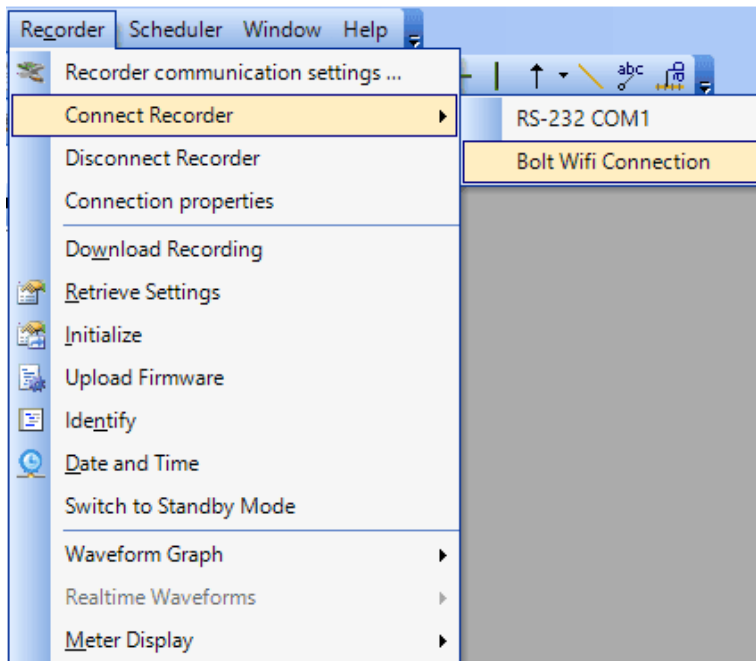 Recorder Scheduler Window Help
abc
Recorder communication settings ...
Connect Recorder
RS-232 COM1
Disconnect Recorder
Bolt Wifi Connection
Connection properties
Download Recording
Retrieve Settings
Initialize
Upload Firmware
Identify
Date and Time
Switch to Standby Mode
Waveform Graph
Realtime Waveforms
Meter Display